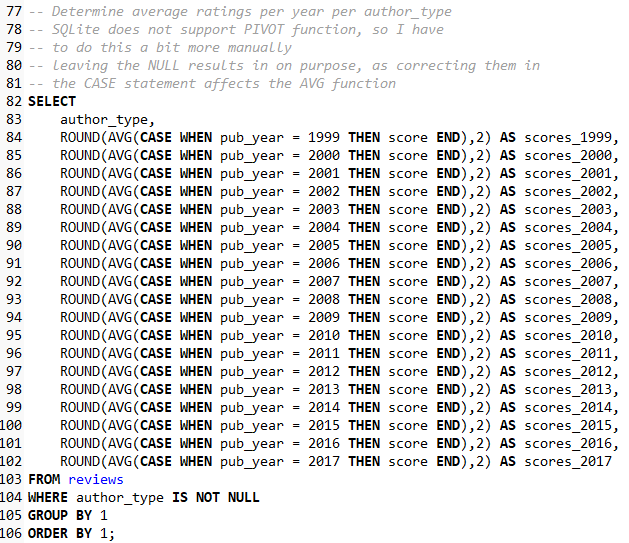 77 -- Determine average ratings per year per author_type
78 -- SQLite does not support PIVOT function, so I have
79 -- to do this a bit more manually
80 -- leaving the NULL results in on purpose, as correcting them in
81 -- the CASE statement affects the AVG function
82 SELECT
83     author_type,
84     ROUND(AVG(CASE WHEN pub_year = 1999 THEN score END),2) AS scores_1999,
85     ROUND(AVG(CASE WHEN pub_year = 2000 THEN score END),2) AS scores_2000,
86     ROUND(AVG(CASE WHEN pub_year = 2001 THEN score END),2) AS scores_2001,
87     ROUND(AVG(CASE WHEN pub_year = 2002 THEN score END),2) AS scores_2002,
88     ROUND(AVG(CASE WHEN pub_year = 2003 THEN score END),2) AS scores_2003,
89     ROUND(AVG(CASE WHEN pub_year = 2004 THEN score END),2) AS scores_2004,
90     ROUND(AVG(CASE WHEN pub_year = 2005 THEN score END),2) AS scores_2005,
91     ROUND(AVG(CASE WHEN pub_year = 2006 THEN score END),2) AS scores_2006,
92     ROUND(AVG(CASE WHEN pub_year = 2007 THEN score END),2) AS scores_2007,
93     ROUND(AVG(CASE WHEN pub_year = 2008 THEN score END),2) AS scores_2008,
94     ROUND(AVG(CASE WHEN pub_year = 2009 THEN score END),2) AS scores_2009,
95     ROUND(AVG(CASE WHEN pub_year = 2010 THEN score END),2) AS scores_2010,
96     ROUND(AVG(CASE WHEN pub_year = 2011 THEN score END),2) AS scores_2011,
97     ROUND(AVG(CASE WHEN pub_year = 2012 THEN score END),2) AS scores_2012,
98     ROUND(AVG(CASE WHEN pub_year = 2013 THEN score END),2) AS scores_2013,
99     ROUND(AVG(CASE WHEN pub_year = 2014 THEN score END),2) AS scores_2014,
100     ROUND(AVG(CASE WHEN pub_year = 2015 THEN score END),2) AS scores_2015,
101     ROUND(AVG(CASE WHEN pub_year = 2016 THEN score END),2) AS scores_2016,
102     ROUND(AVG(CASE WHEN pub_year = 2017 THEN score END),2) AS scores_2017
103 FROM reviews
104 WHERE author_type IS NOT NULL
105 GROUP BY 1
106 ORDER BY 1;